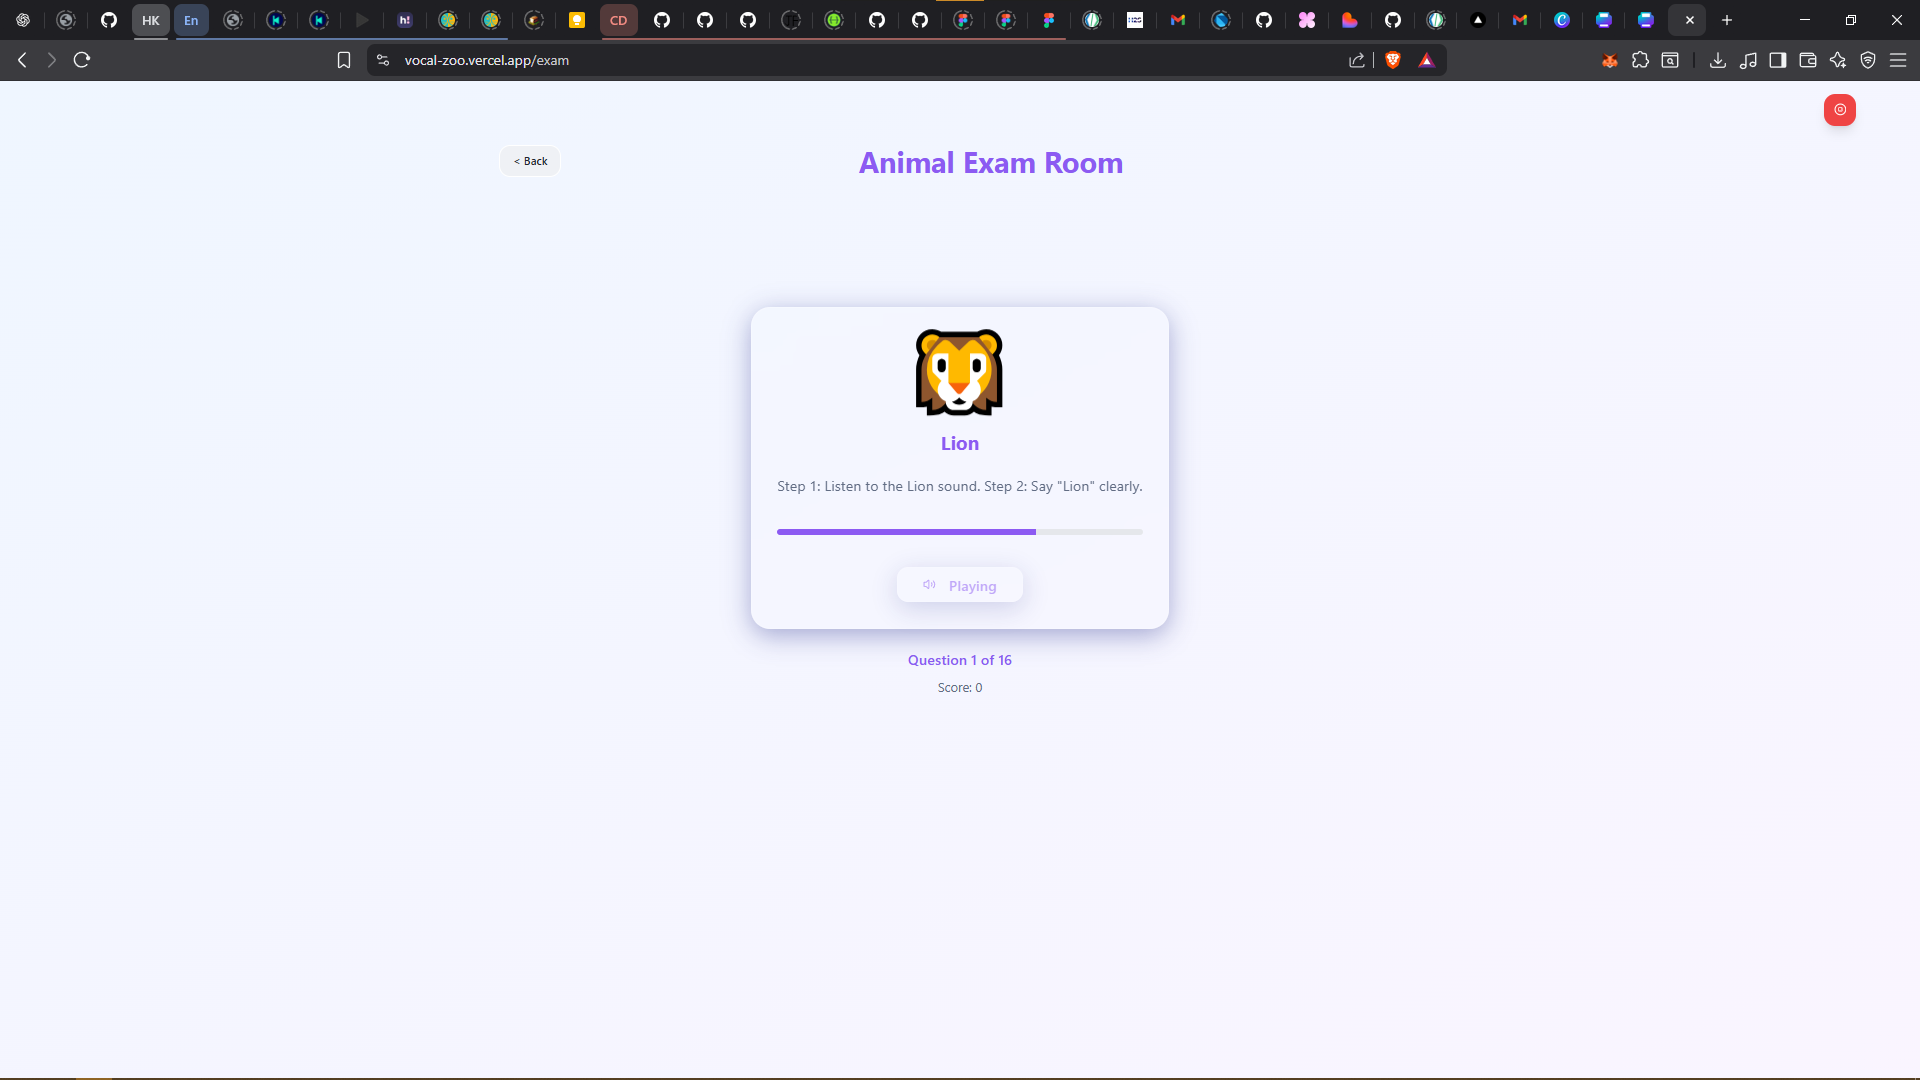 HK
En
h!
CD
vocal-zoo.vercel.app/exam
< Back
Animal Exam Room
Lion
Step 1: Listen to the Lion sound. Step 2: Say "Lion" clearly.
Playing
Question 1 of 16
Score: 0